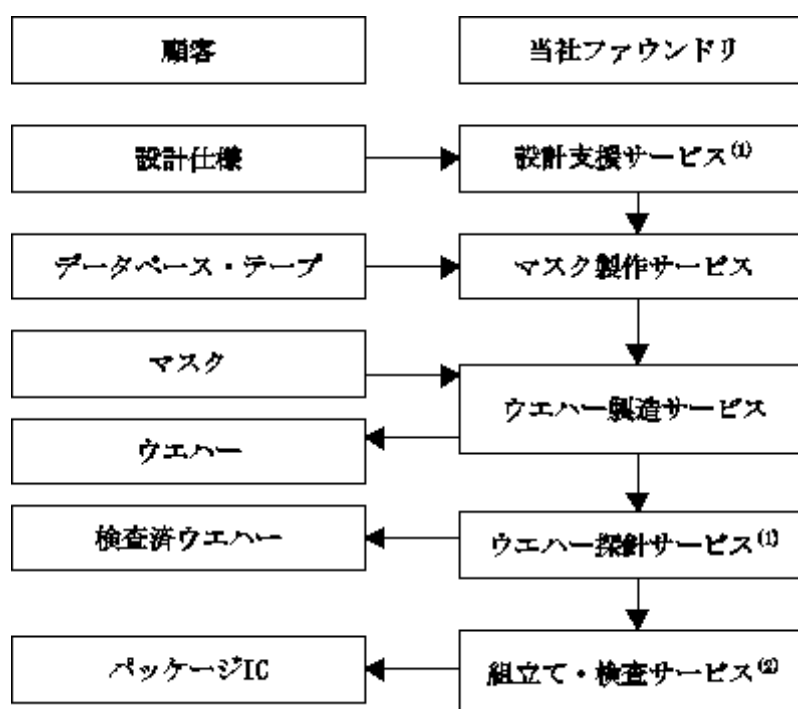 顧客
当社ファウンドリ
設計仕様
設計支援サービス(1)
データベース・テープ
マスク製作サービス
マスク
ウエハー製造サービス
ウエハー
検査済ウエハー
ウエハー探針サービス(1)
パッケージIC
組立て・検査サービス(2)